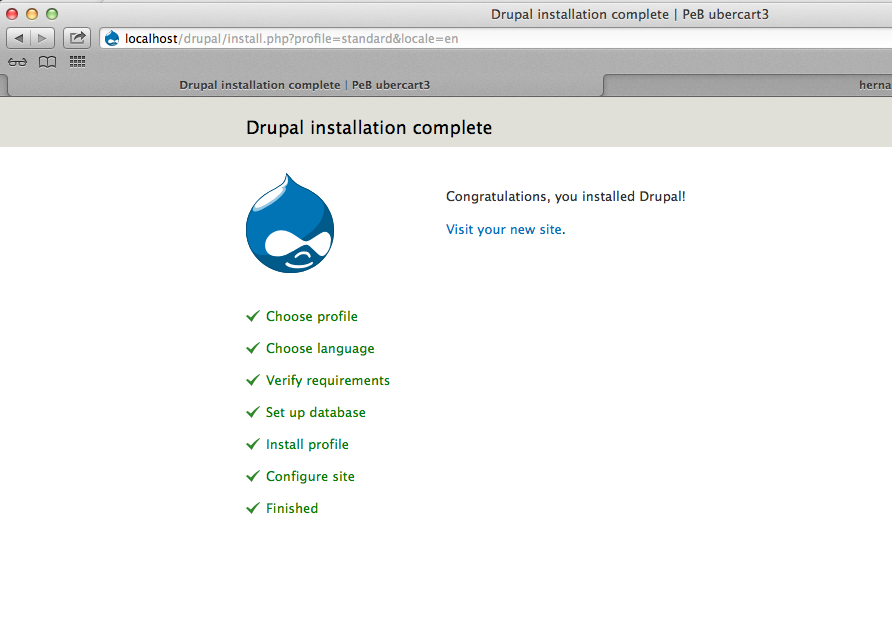 Drupal installation complete | PeB ubercart3
localhost/drupal/install.php?profile=standard&locale=en
Drupal installation complete | PeB ubercart3
herna
Drupal installation complete
Congratulations, you installed Drupal!
Visit your new site.
Choose profile
Choose language
Verify requirements
Set up database
Install profile
Configure site
Finished